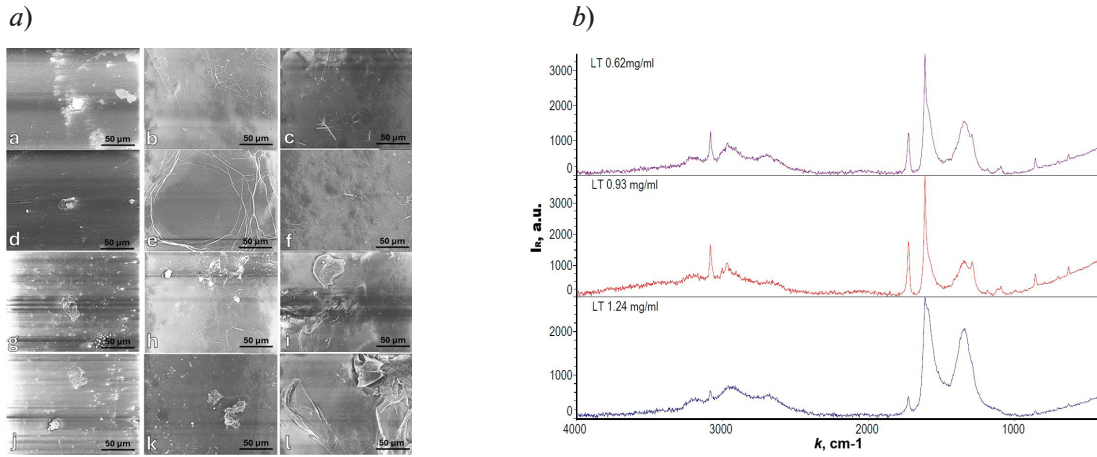 a) b)
a 50 µm b 50 µm c 50 µm
d 50 µm e 50 µm f 50 µm
g 50 µm h 50 µm i 50 µm
j 50 µm k 50 µm l 50 µm
LT 0.62mg/ml
3000
2000
1000
0
LT 0.93 mg/ml
3000
2000
1000
0
LT 1.24 mg/ml
2000
1000
0
IR, a.u.
4000 3000 2000 1000
k, cm-1